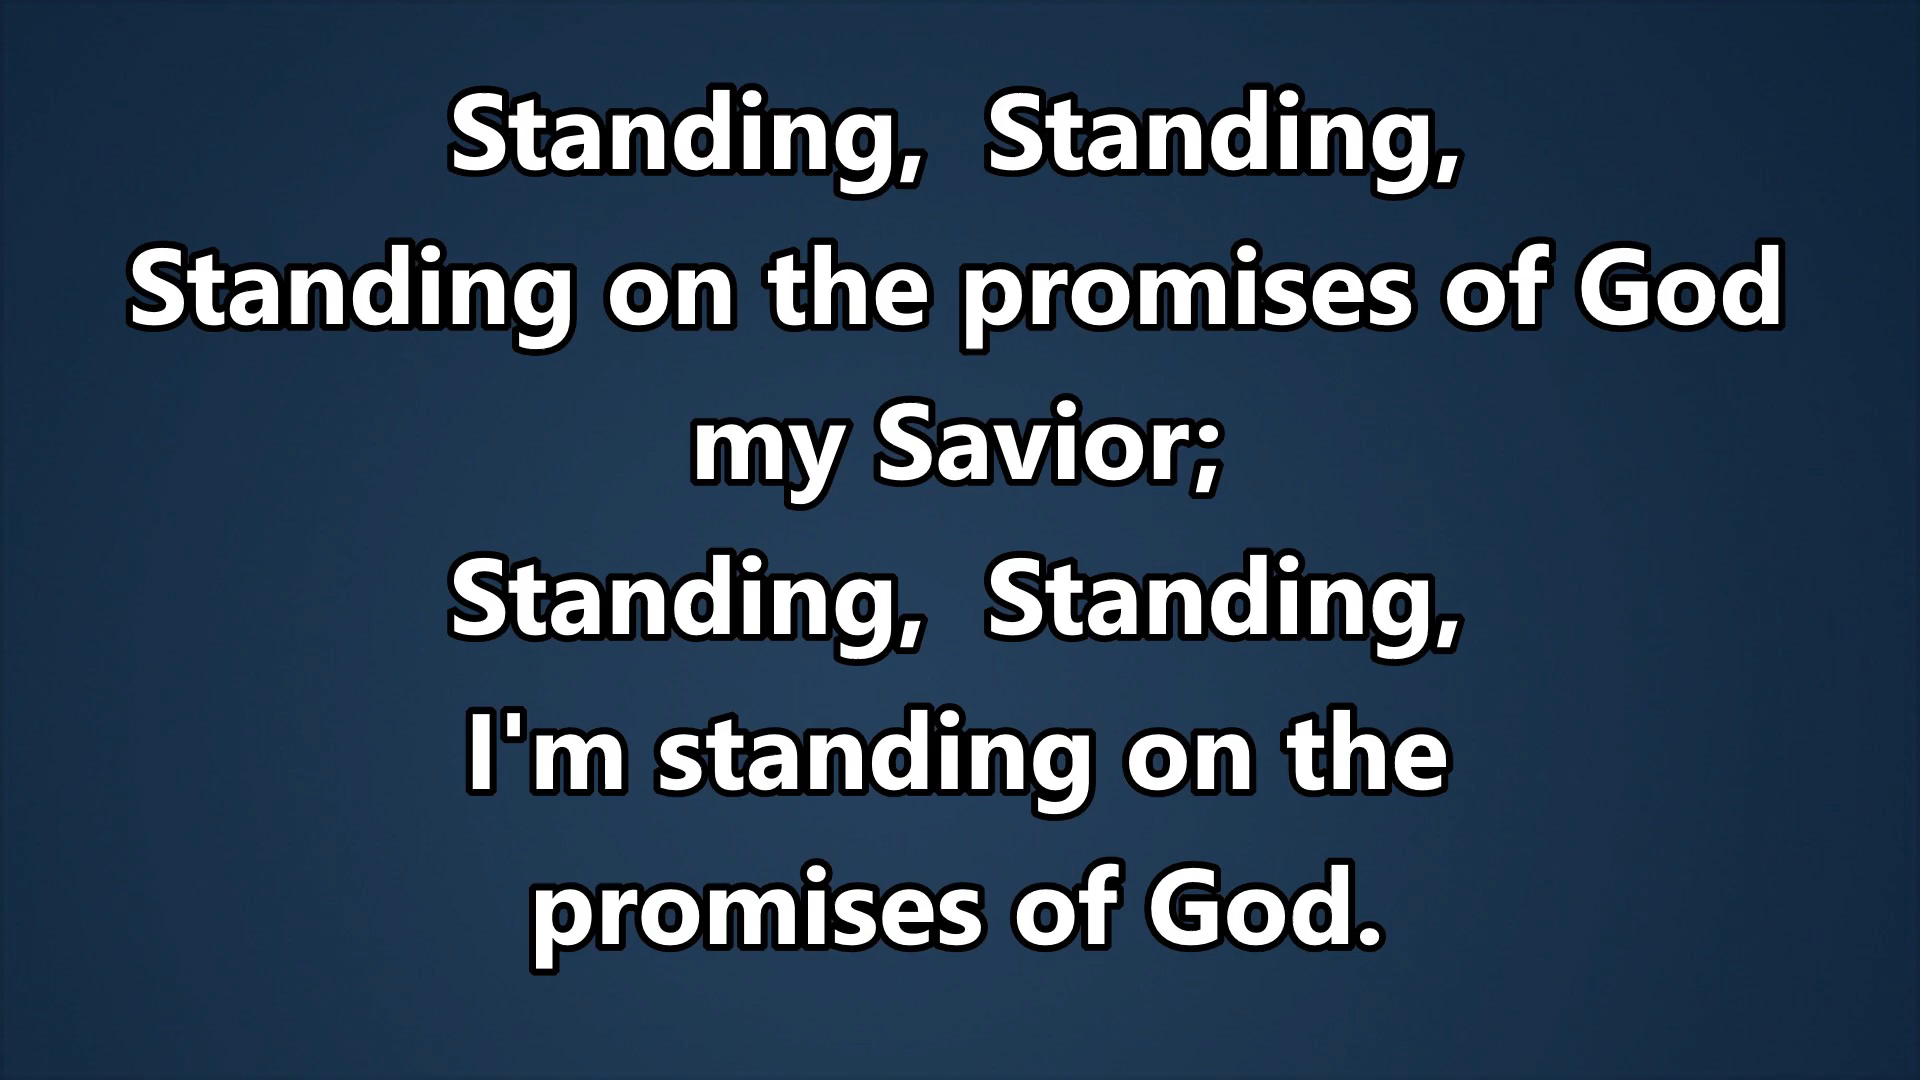 Standing,  Standing,
Standing on the promises of God
my Savior;
Standing,  Standing,
I'm standing on the
promises of God.